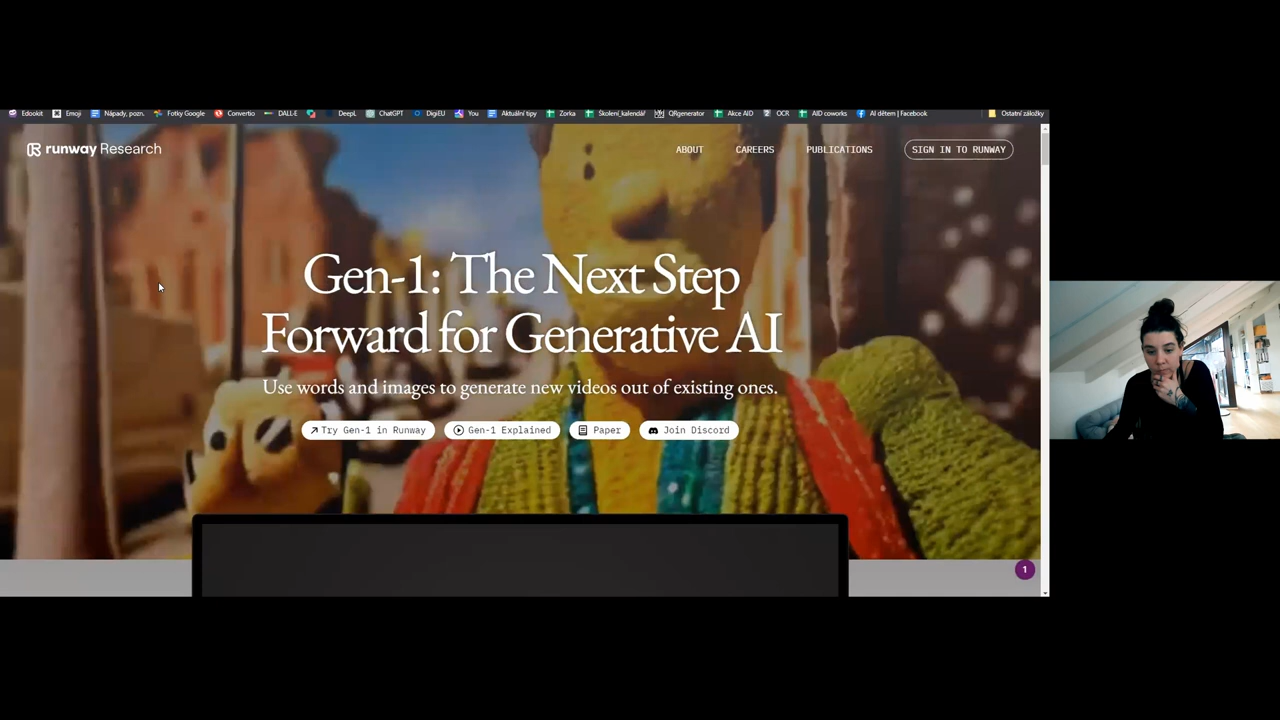 Edookit Emoji Nápady, pozn. Fotky Google Convertio DALL·E DeepL ChatGPT DigiEU You Aktuální tipy Zorka Školení_kalendář QRgenerator Akce AID OCR AID coworks AI dětem | Facebook Ostatní záložky
runway Research ABOUT CAREERS PUBLICATIONS SIGN IN TO RUNWAY
Gen-1: The Next Step
Forward for Generative AI
Use words and images to generate new videos out of existing ones.
Try Gen-1 in Runway Gen-1 Explained Paper Join Discord
1